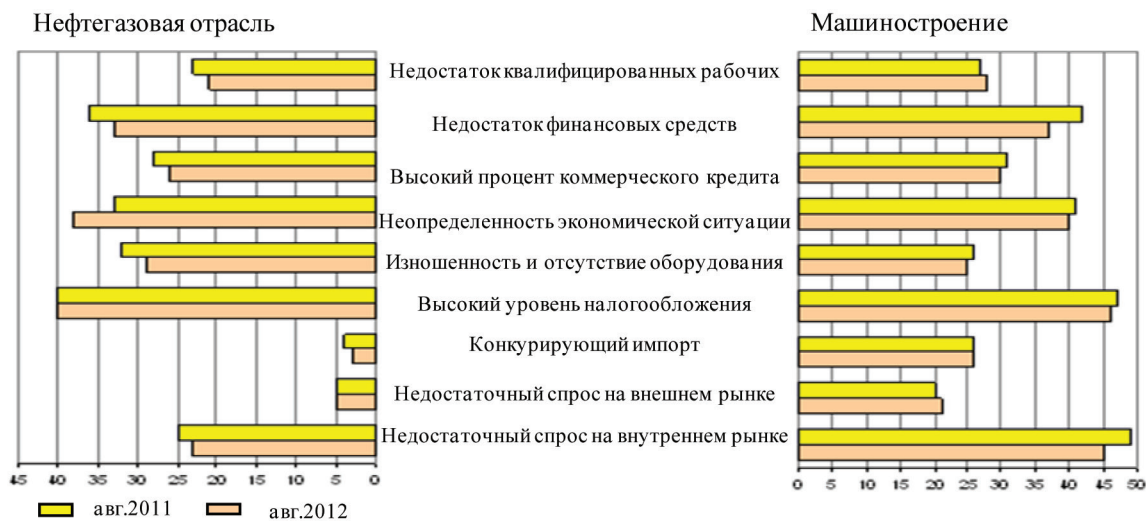 Нефтегазовая отрасль
Машиностроение
Недостаток квалифицированных рабочих
Недостаток финансовых средств
Высокий процент коммерческого кредита
Неопределенность экономической ситуации
Изношенность и отсутствие оборудования
Высокий уровень налогообложения
Конкурирующий импорт
Недостаточный спрос на внешнем рынке
Недостаточный спрос на внутреннем рынке
45 40 35 30 25 20 15 10 5 0
0 5 10 15 20 25 30 35 40 45 50
авг.2011 авг.2012